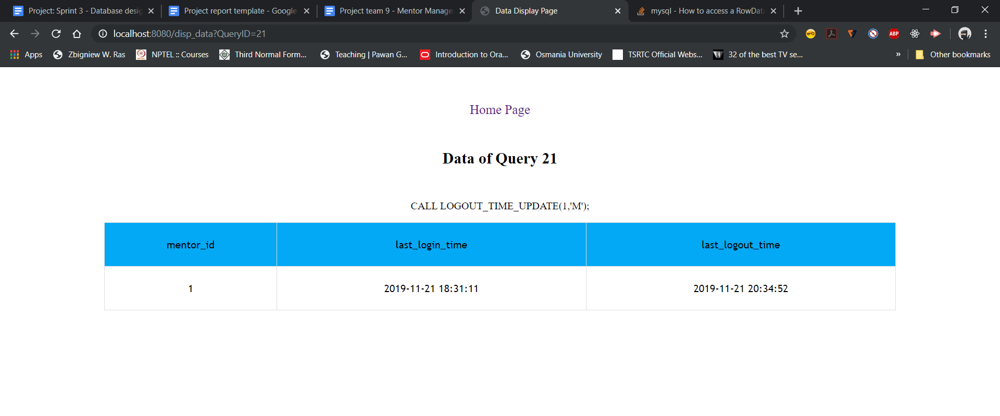 Project: Sprint 3 - Database desig
Project report template - Google
Project team 9 - Mentor Manage
Data Display Page
mysql - How to access a RowData
localhost:8080/disp_data?QueryID=21
ABP
Apps
Zbigniew W. Ras
NPTEL :: Courses
Third Normal Form...
Teaching | Pawan G...
Introduction to Ora...
Osmania University
TSRTC Official Webs...
32 of the best TV se...
»
Other bookmarks
Home Page
Data of Query 21
CALL LOGOUT_TIME_UPDATE(1,'M');
mentor_id last_login_time last_logout_time
1 2019-11-21 18:31:11 2019-11-21 20:34:52